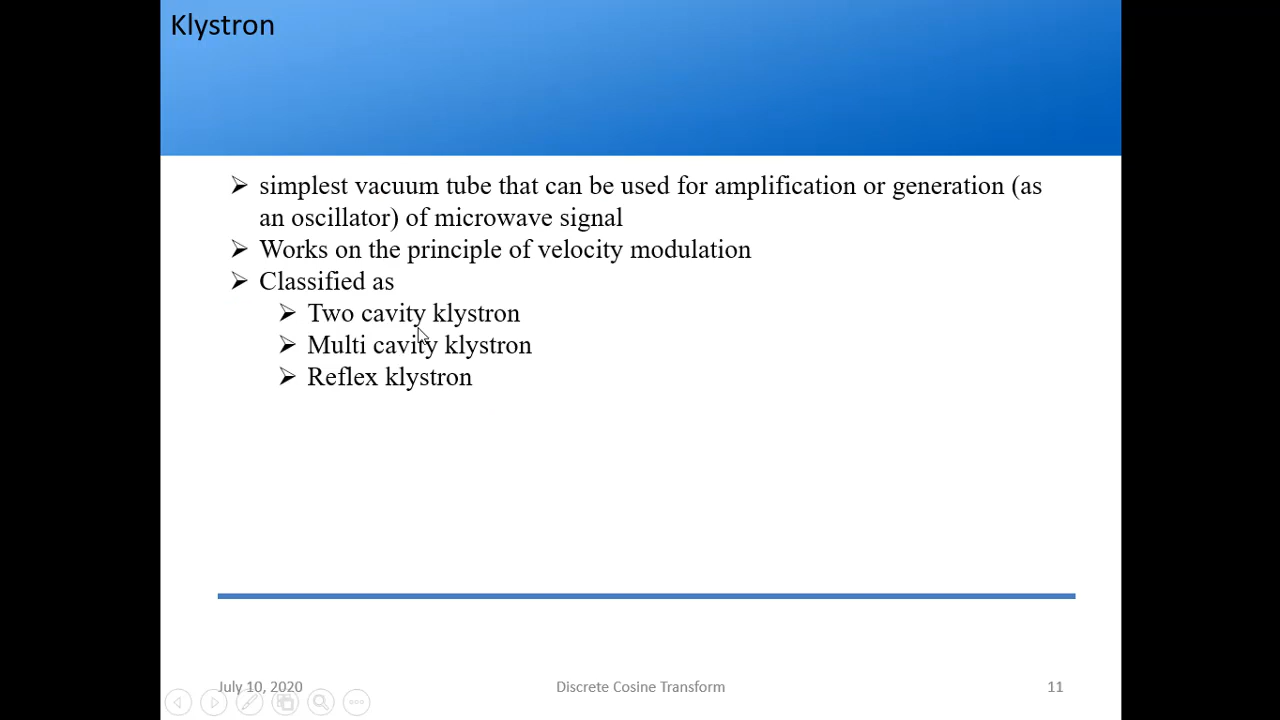 Klystron
➢ simplest vacuum tube that can be used for amplification or generation (as
an oscillator) of microwave signal
➢ Works on the principle of velocity modulation
➢ Classified as
➢ Two cavity klystron
➢ Multi cavity klystron
➢ Reflex klystron
July 10, 2020
Discrete Cosine Transform
11